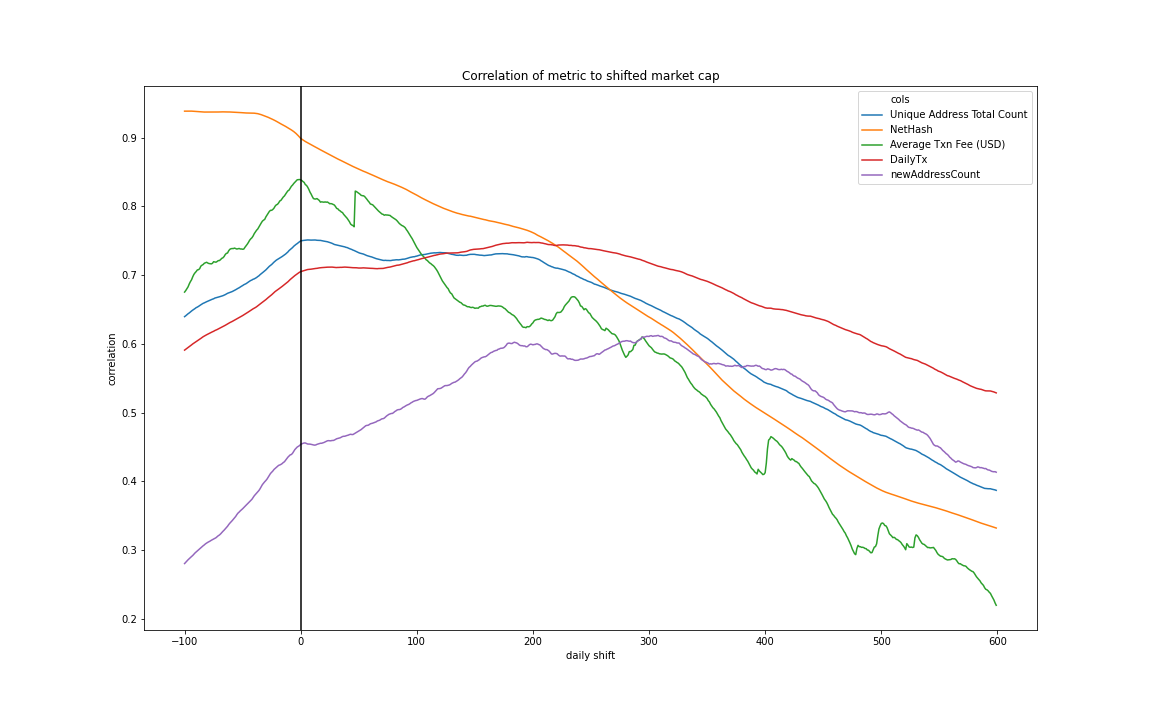 Correlation of metric to shifted market cap
cols
Unique Address Total Count
NetHash
Average Txn Fee (USD)
DailyTx
newAddressCount
correlation
0.9
0.8
0.7
0.6
0.5
0.4
0.3
0.2
−100 0 100 200 300 400 500 600
daily shift